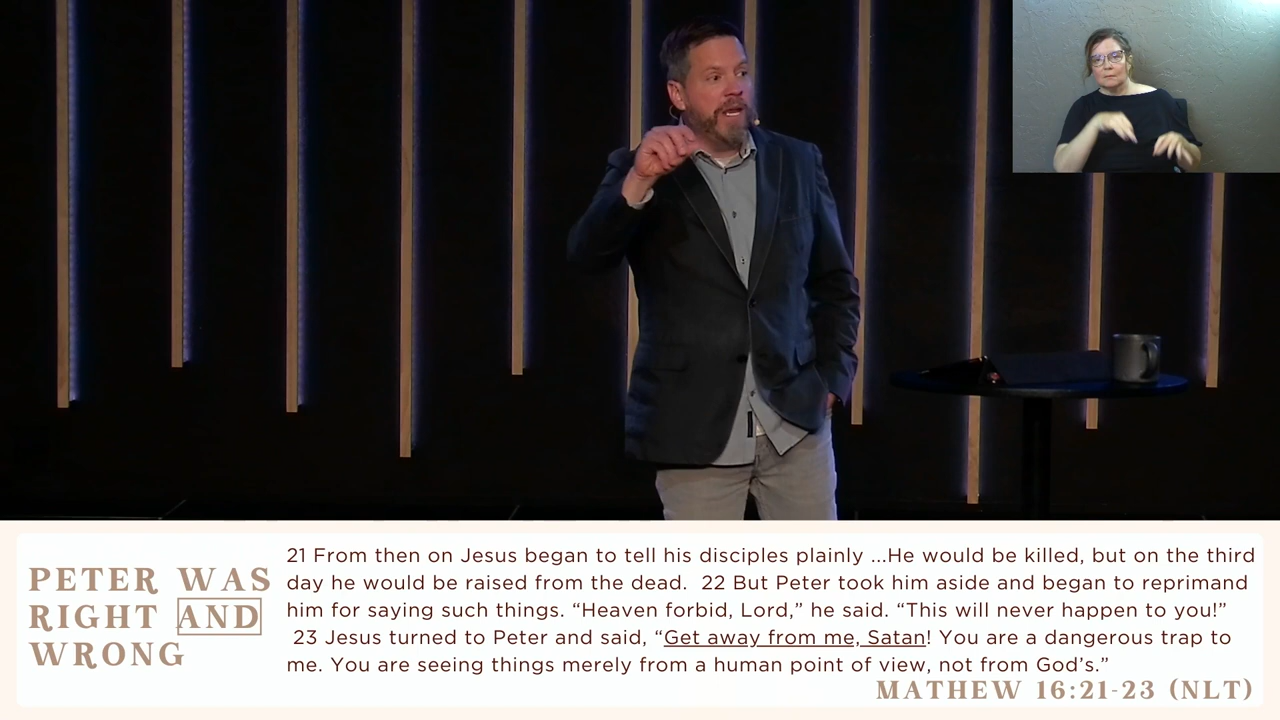 PETER WAS
RIGHT AND
WRONG
21 From then on Jesus began to tell his disciples plainly ...He would be killed, but on the third
day he would be raised from the dead.  22 But Peter took him aside and began to reprimand
him for saying such things. “Heaven forbid, Lord,” he said. “This will never happen to you!”
23 Jesus turned to Peter and said, “Get away from me, Satan! You are a dangerous trap to
me. You are seeing things merely from a human point of view, not from God’s.”
MATHEW 16:21-23 (NLT)